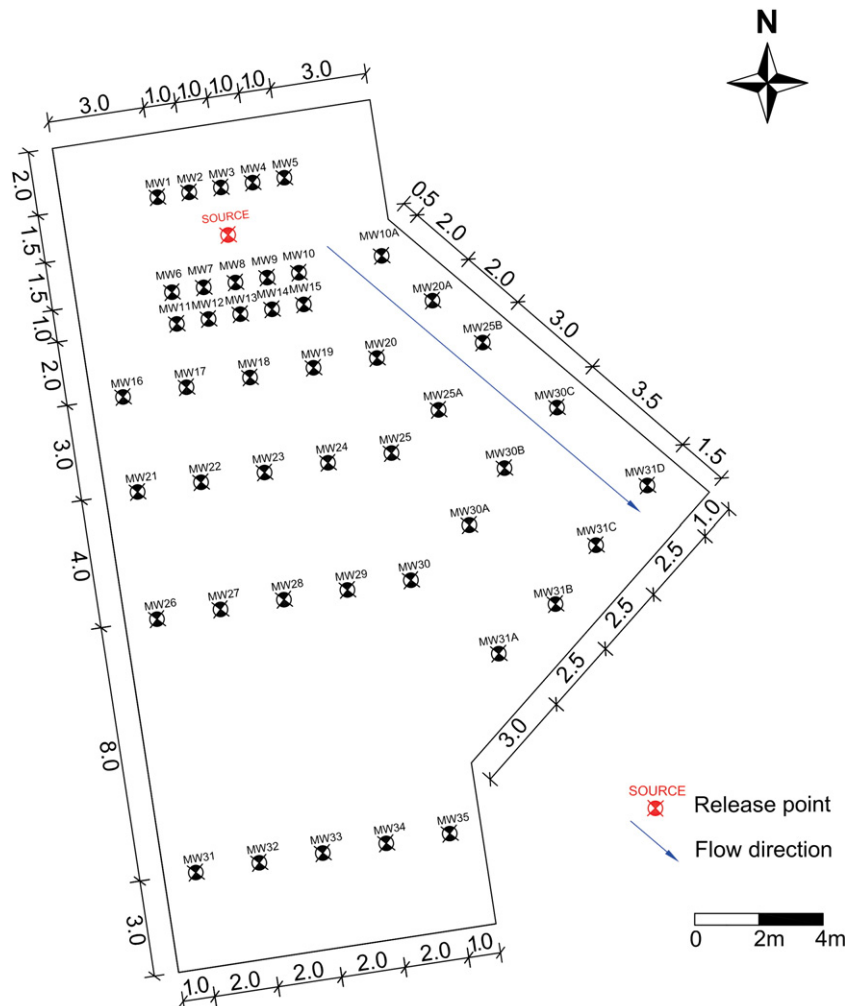 N
3.0 1.0 1.0 1.0 1.0 3.0
MW1 MW2 MW3 MW4 MW5
SOURCE
MW6 MW7 MW8 MW9 MW10
MW10A
MW11 MW12 MW13 MW14 MW15
MW20A
MW25B
MW16 MW17 MW18 MW19 MW20
MW25A
MW30C
MW21 MW22 MW23 MW24 MW25
MW30B
MW31D
MW30A
MW31C
MW26 MW27 MW28 MW29 MW30
MW31B
MW31A
MW31 MW32 MW33 MW34 MW35
2.0
1.5
1.5
1.0
2.0
3.0
4.0
8.0
3.0
0.5
2.0
2.0
3.0
3.5
1.5
1.0
2.5
2.5
2.5
3.0
1.0 2.0 2.0 2.0 2.0 1.0
SOURCE
Release point
Flow direction
0 2m 4m